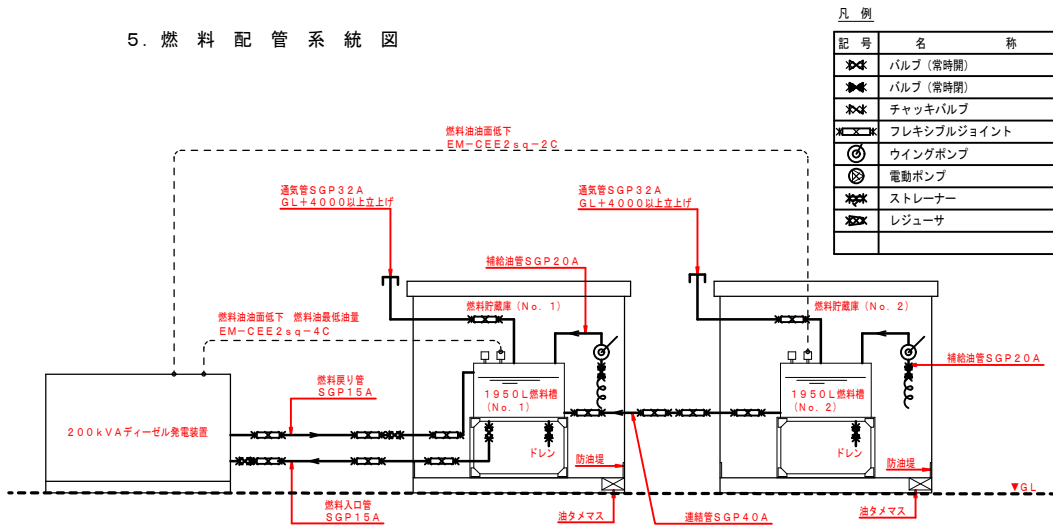 5. 燃料配管系統図
凡例
記号 名称
バルブ (常時開)
バルブ (常時閉)
チャッキバルブ
フレキシブルジョイント
ウイングポンプ
電動ポンプ
ストレーナー
レジューサ
燃料油油面低下
EM-CEE2sq-2C
通気管SGP32A
GL+4000以上立上げ
通気管SGP32A
GL+4000以上立上げ
補給油管SGP20A
燃料貯蔵庫(No. 1)
燃料貯蔵庫(No. 2)
燃料油油面低下 燃料油最低油量
EM-CEE2sq-4C
補給油管SGP20A
燃料戻り管
SGP15A
1950L燃料槽
(No. 1)
1950L燃料槽
(No. 2)
200kVAディーゼル発電装置
ドレン
防油堤
ドレン
防油堤
▼GL
燃料入口管
SGP15A
油タメマス
連結管SGP40A
油タメマス